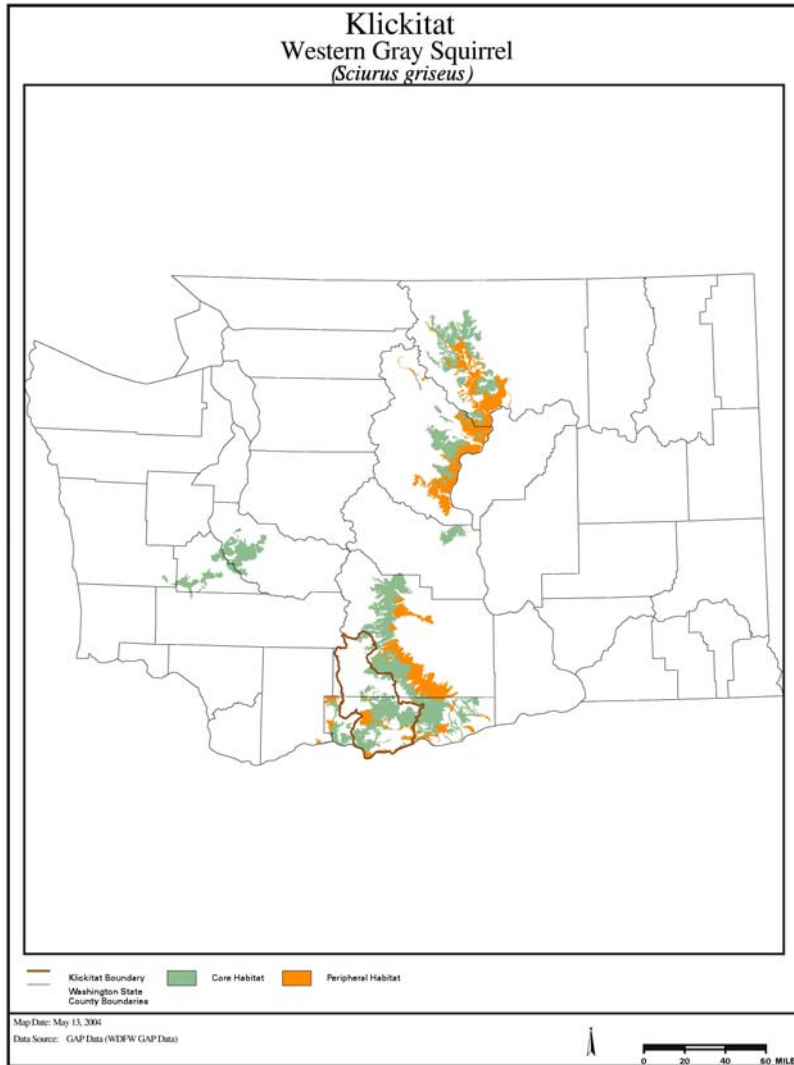 Klickitat
Western Gray Squirrel
(Sciurus griseus)
Klickitat Boundary
Washington State
County Boundaries
Core Habitat
Peripheral Habitat
Map Date: May 13, 2004
Data Source: GAP Data (WDFW GAP Data)
0 20 40 60 MILE